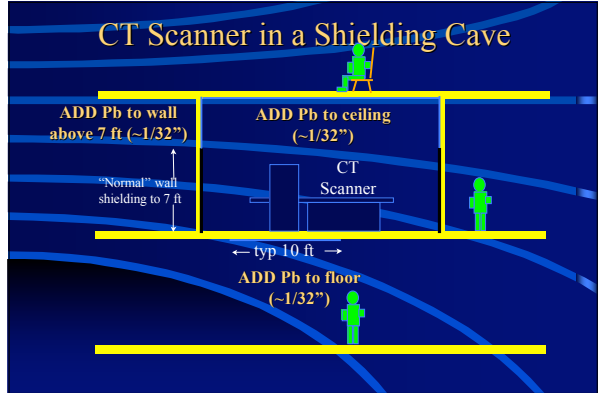 CT Scanner in a Shielding Cave
ADD Pb to wall
above 7 ft (~1/32”)
ADD Pb to ceiling
(~1/32”)
“Normal” wall
shielding to 7 ft
CT
Scanner
← typ 10 ft →
ADD Pb to floor
(~1/32”)